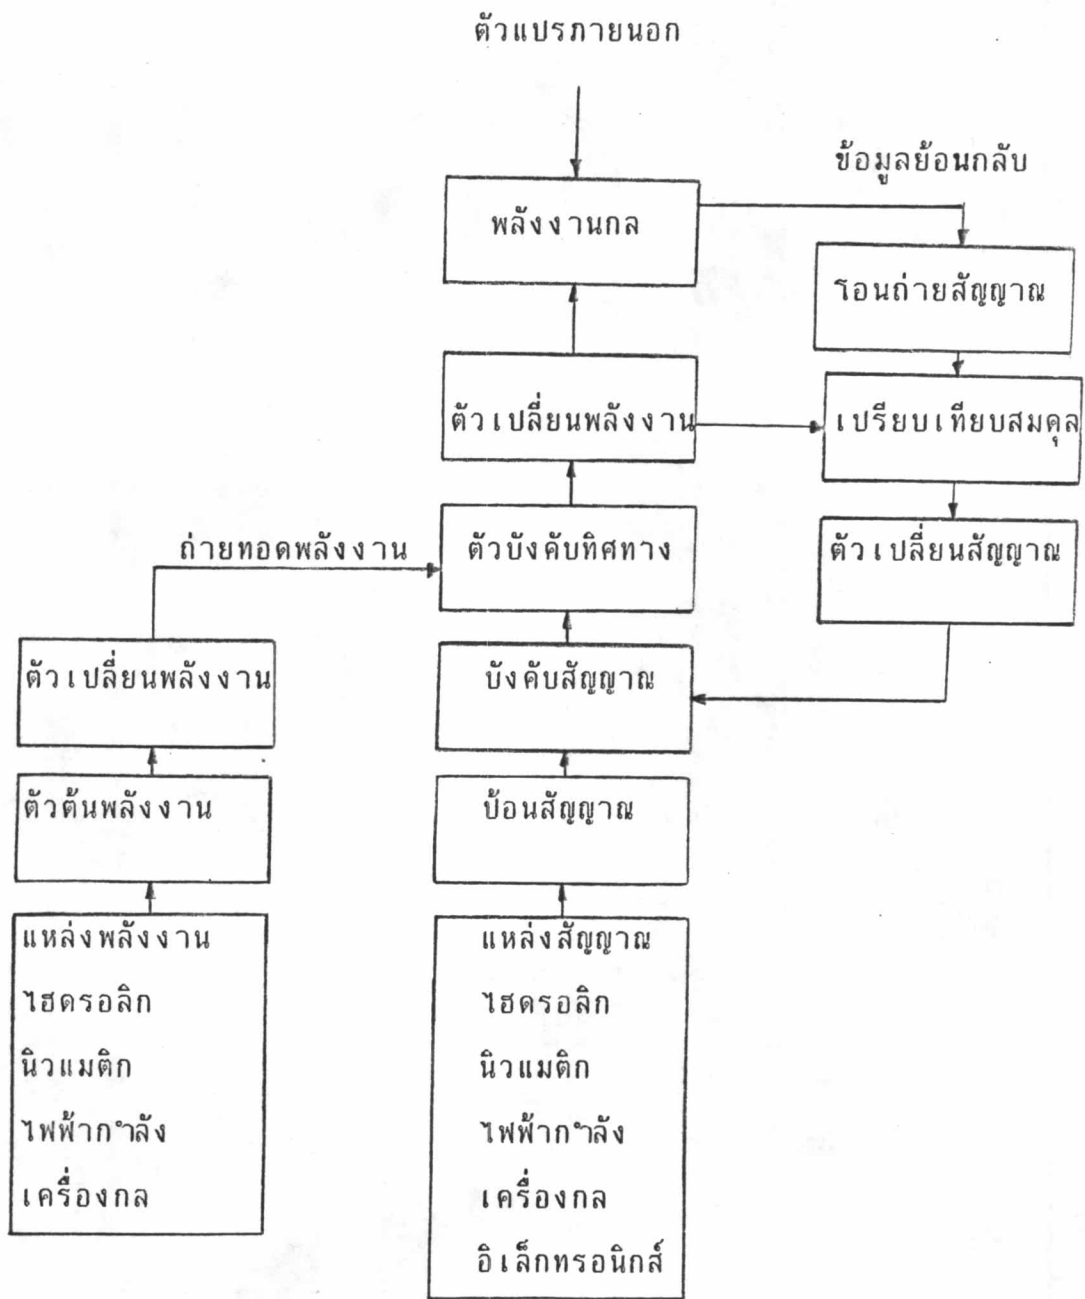 ตัวแปรภายนอก
ข้อมูลย้อนกลับ
พลังงานกล
โอนถ่ายสัญญาณ
ตัวเปลี่ยนพลังงาน
เปรียบเทียบสมดุล
ถ่ายทอดพลังงาน
ตัวบังคับทิศทาง
ตัวเปลี่ยนสัญญาณ
ตัวเปลี่ยนพลังงาน
บังคับสัญญาณ
ตัวต้นพลังงาน
ป้อนสัญญาณ
แหล่งพลังงาน
ไฮดรอลิก
นิวแมติก
ไฟฟ้ากำลัง
เครื่องกล
แหล่งสัญญาณ
ไฮดรอลิก
นิวแมติก
ไฟฟ้ากำลัง
เครื่องกล
อิเล็กทรอนิกส์